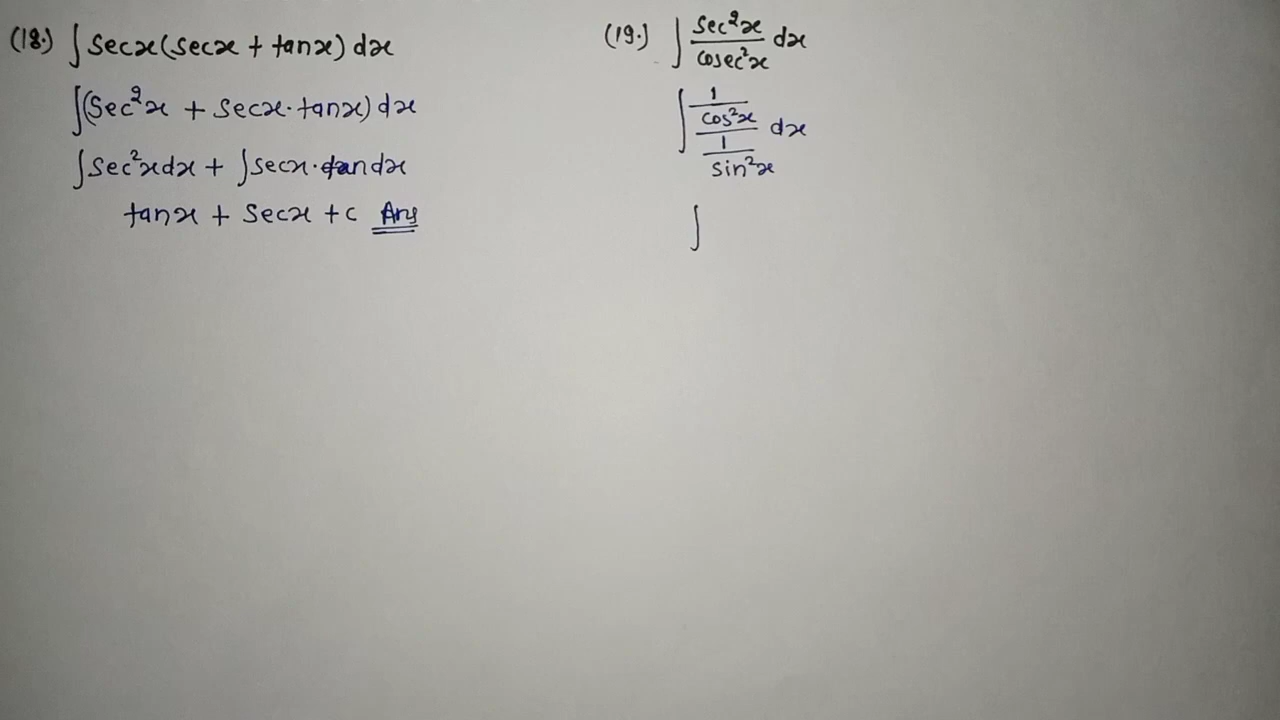 (18.) ∫ secx(secx + tanx) dx
∫(sec²x + secx·tanx) dx
∫sec²xdx + ∫secx·tandx
tanx + secx + c Ans
(19.) ∫ sec²x/cosec²x dx
∫ (1/cos²x)/(1/sin²x) dx
∫